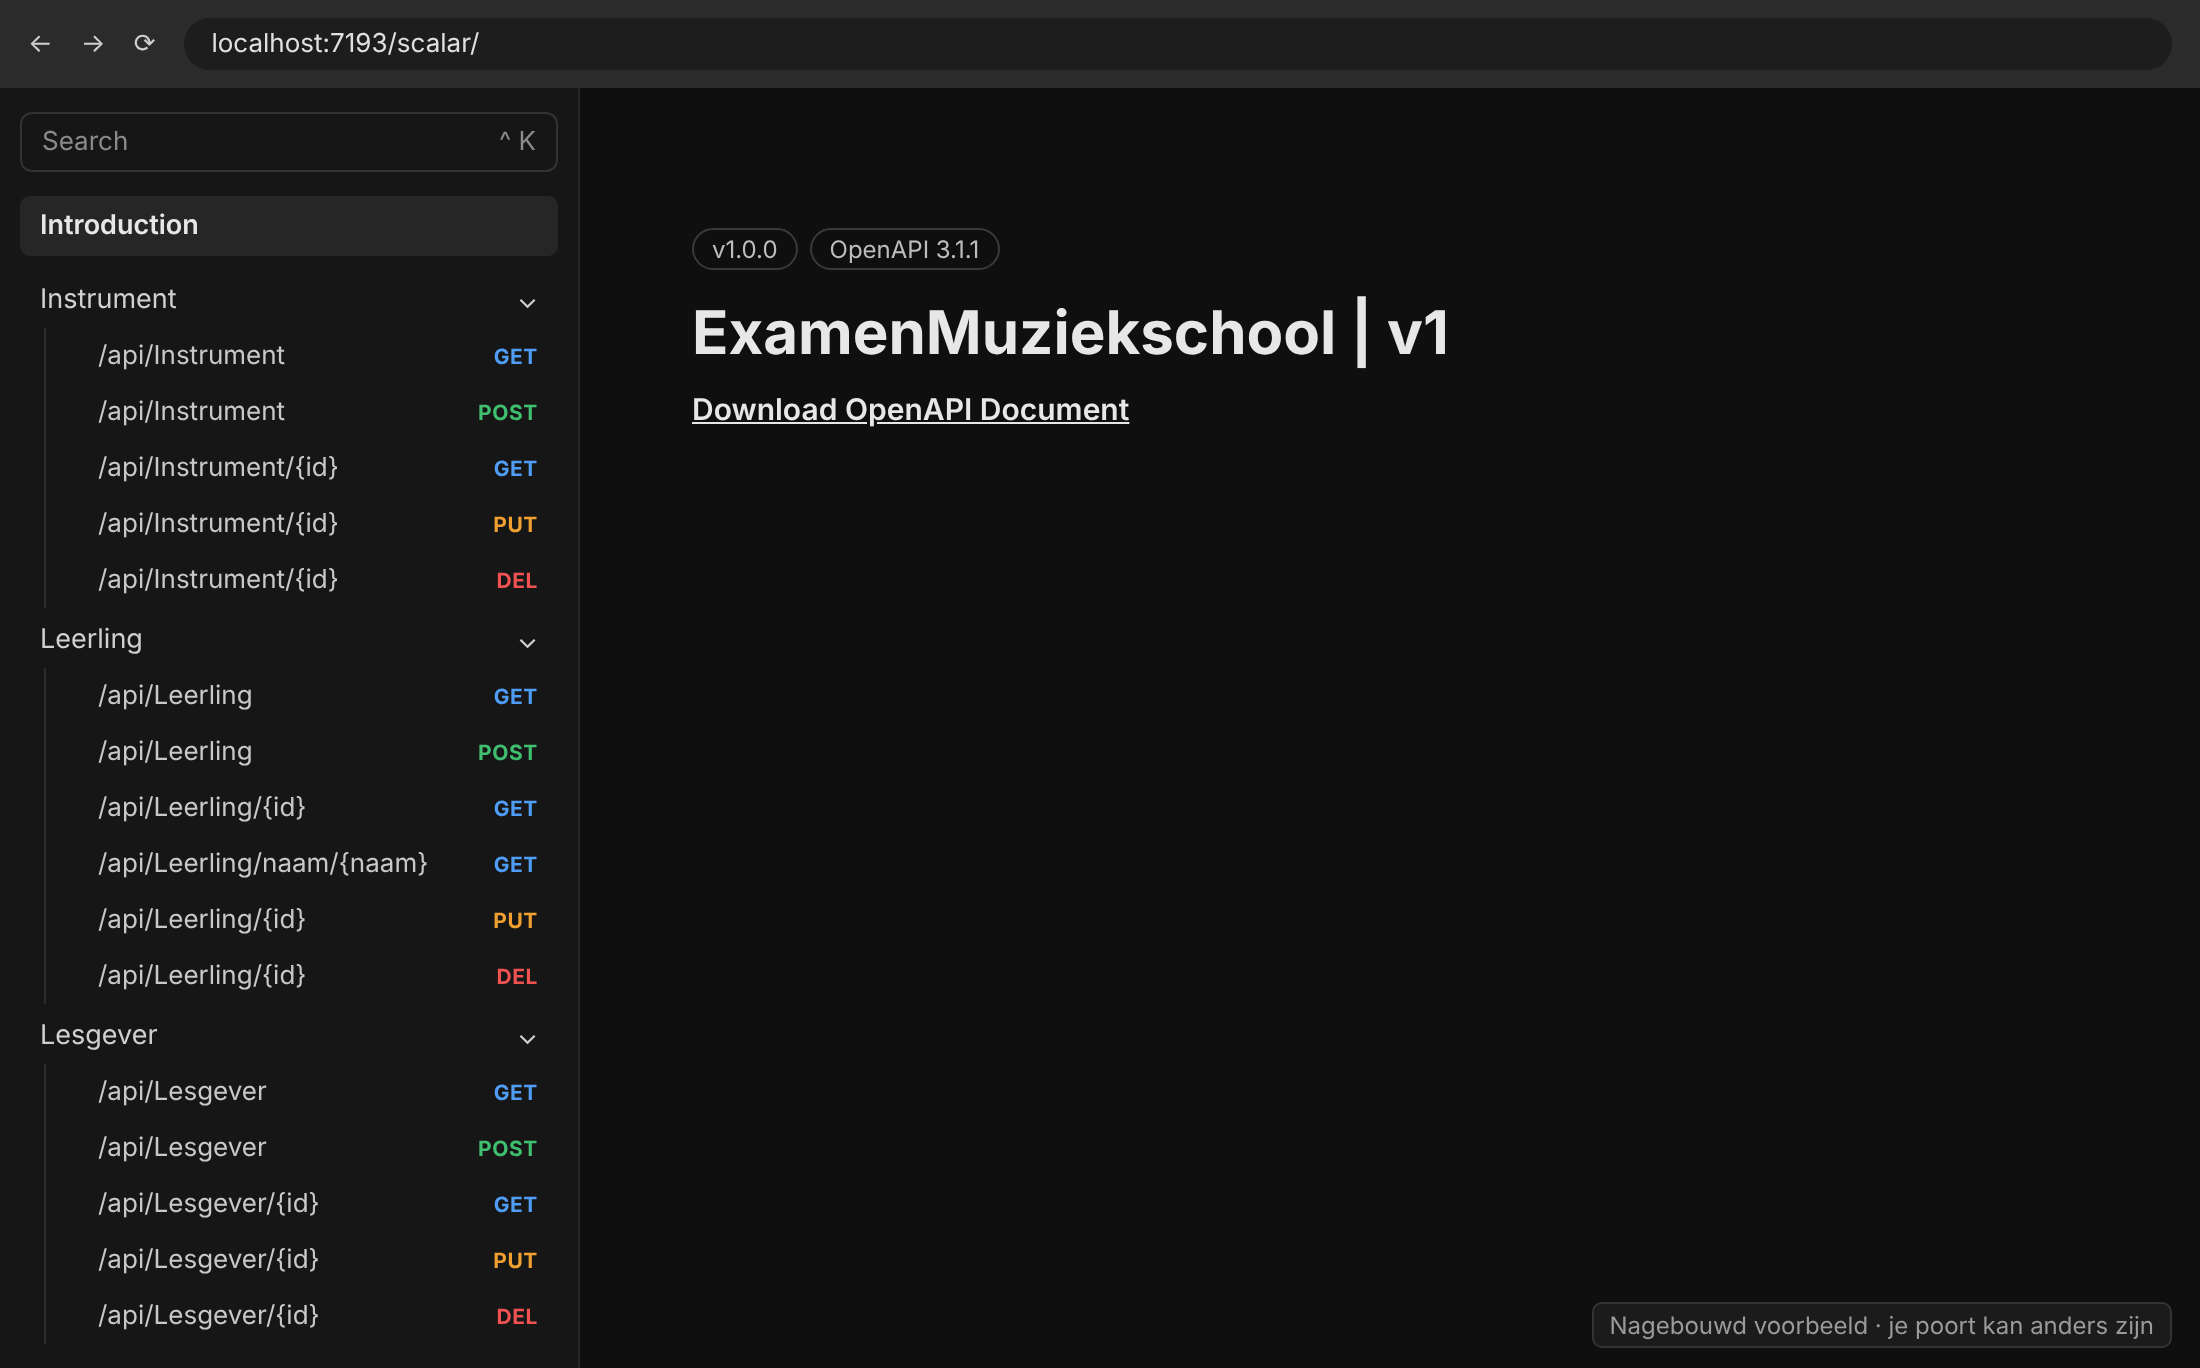 localhost:7193/scalar/
Search ^ K
Introduction
Instrument
/api/Instrument GET
/api/Instrument POST
/api/Instrument/{id} GET
/api/Instrument/{id} PUT
/api/Instrument/{id} DEL
Leerling
/api/Leerling GET
/api/Leerling POST
/api/Leerling/{id} GET
/api/Leerling/naam/{naam} GET
/api/Leerling/{id} PUT
/api/Leerling/{id} DEL
Lesgever
/api/Lesgever GET
/api/Lesgever POST
/api/Lesgever/{id} GET
/api/Lesgever/{id} PUT
/api/Lesgever/{id} DEL
v1.0.0 OpenAPI 3.1.1
ExamenMuziekschool | v1
Download OpenAPI Document
Nagebouwd voorbeeld · je poort kan anders zijn